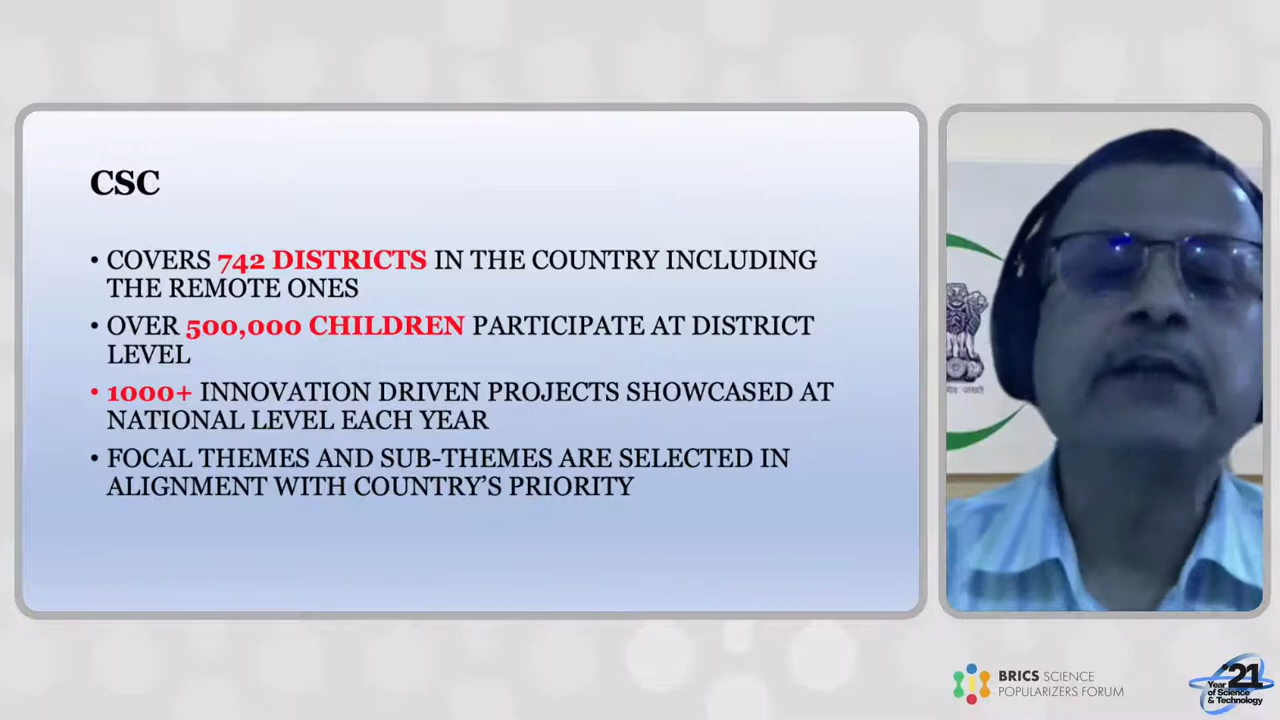 CSC
• COVERS 742 DISTRICTS IN THE COUNTRY INCLUDING
THE REMOTE ONES
• OVER 500,000 CHILDREN PARTICIPATE AT DISTRICT
LEVEL
• 1000+ INNOVATION DRIVEN PROJECTS SHOWCASED AT
NATIONAL LEVEL EACH YEAR
• FOCAL THEMES AND SUB-THEMES ARE SELECTED IN
ALIGNMENT WITH COUNTRY’S PRIORITY
BRICS SCIENCE
POPULARIZERS FORUM
'21
Year
of Science
& Technology